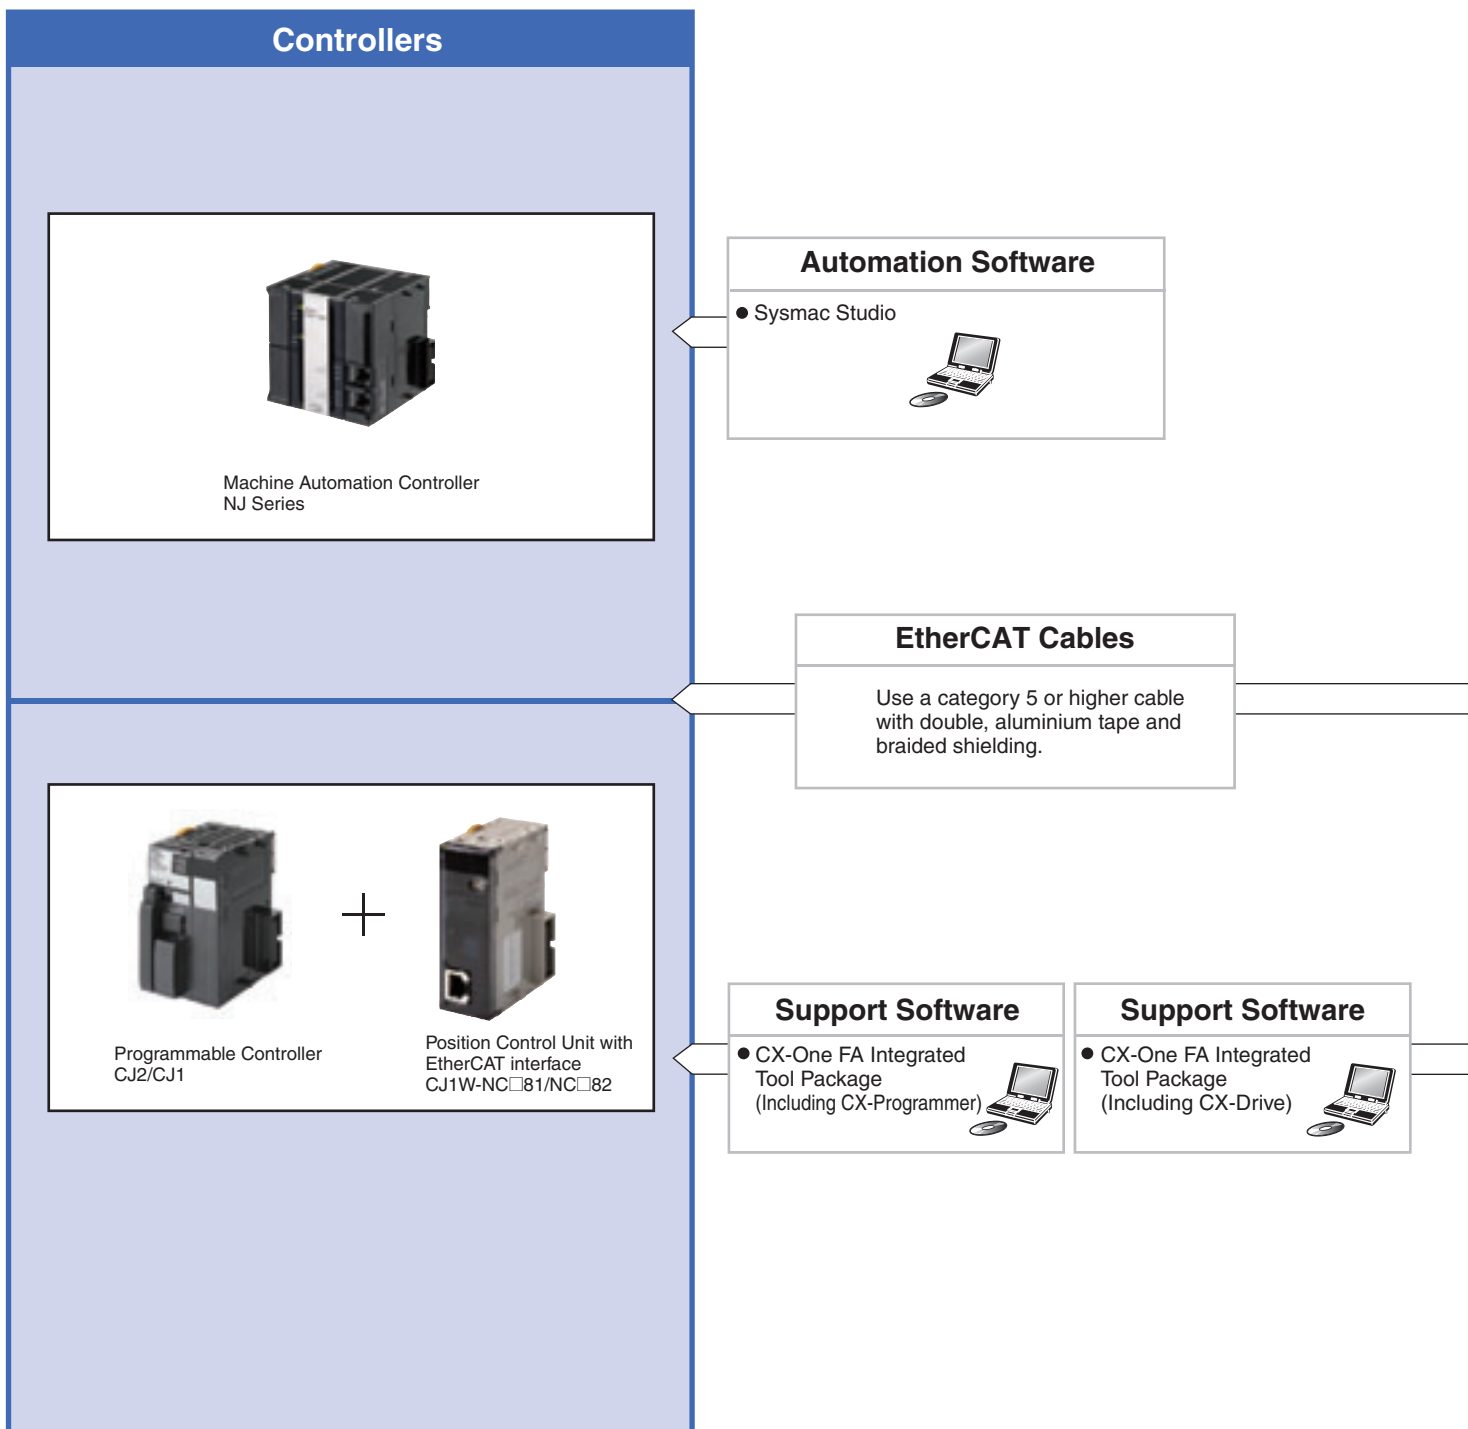 Controllers
Machine Automation Controller
NJ Series
Automation Software
● Sysmac Studio
EtherCAT Cables
Use a category 5 or higher cable
with double, aluminium tape and
braided shielding.
Programmable Controller
CJ2/CJ1
Position Control Unit with
EtherCAT interface
CJ1W-NC□81/NC□82
Support Software
● CX-One FA Integrated
Tool Package
(Including CX-Programmer)
Support Software
● CX-One FA Integrated
Tool Package
(Including CX-Drive)